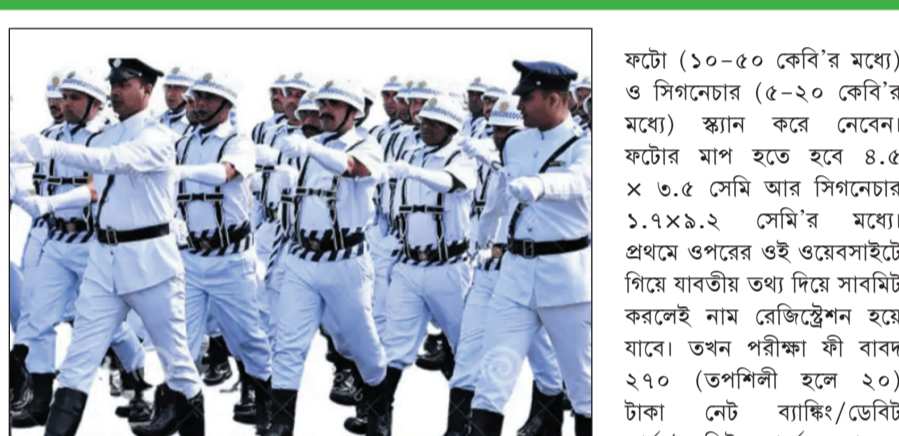 ফটো (১০-৫০ কেবি'র মধ্যে)
ও সিগনেচার (৫-২০ কেবি'র
মধ্যে) স্ক্যান করে নেবেন।
ফটোর মাপ হতে হবে ৪.৫
× ৩.৫ সেমি আর সিগনেচার
১.৭×৯.২ সেমি'র মধ্যে।
প্রথমে ওপরের ওই ওয়েবসাইটে
গিয়ে যাবতীয় তথ্য দিয়ে সাবমিট
করলেই নাম রেজিস্ট্রেশন হয়ে
যাবে। তখন পরীক্ষা ফী বাবদ
২৭০ (তপশিলী হলে ২০)
টাকা নেট ব্যাঙ্কিং/ডেবিট